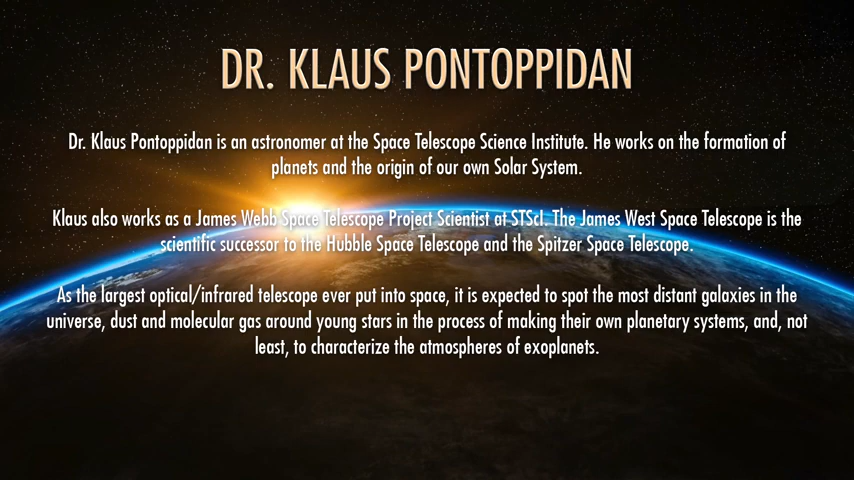 DR. KLAUS PONTOPPIDAN
Dr. Klaus Pontoppidan is an astronomer at the Space Telescope Science Institute. He works on the formation of
planets and the origin of our own Solar System.
Klaus also works as a James Webb Space Telescope Project Scientist at STScI. The James West Space Telescope is the
scientific successor to the Hubble Space Telescope and the Spitzer Space Telescope.
As the largest optical/infrared telescope ever put into space, it is expected to spot the most distant galaxies in the
universe, dust and molecular gas around young stars in the process of making their own planetary systems, and, not
least, to characterize the atmospheres of exoplanets.